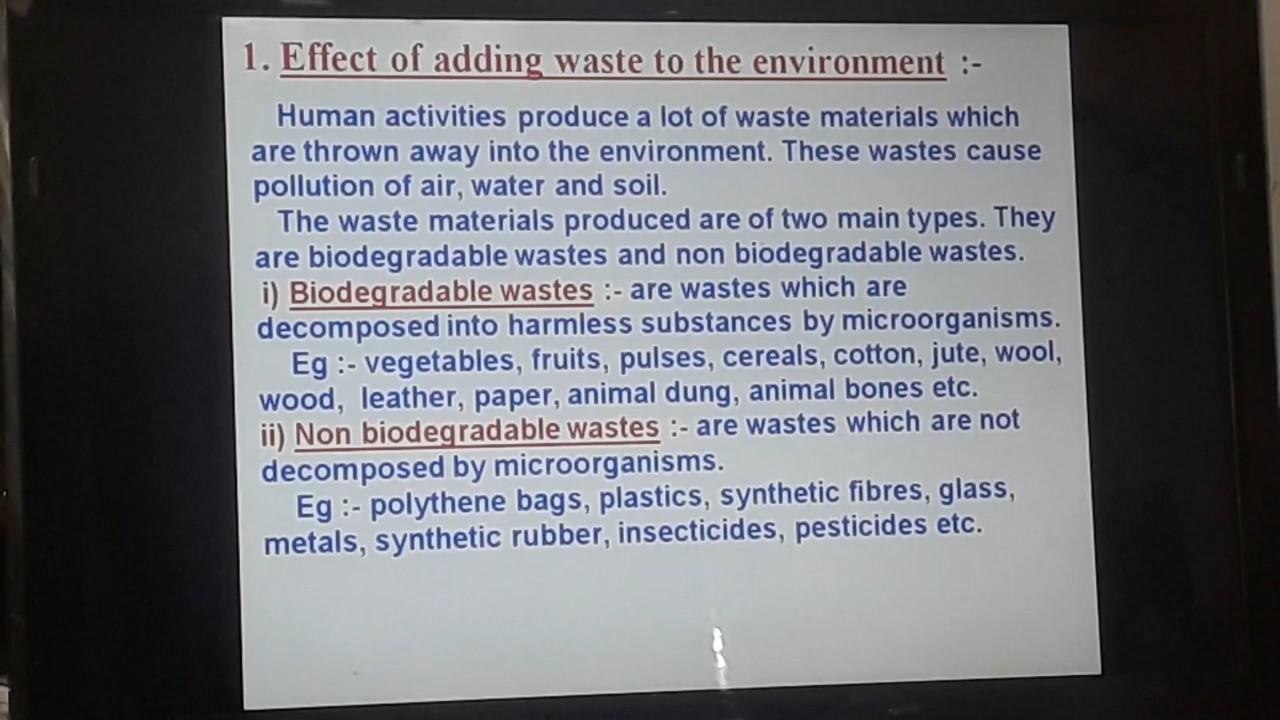 1. Effect of adding waste to the environment :-
Human activities produce a lot of waste materials which
are thrown away into the environment. These wastes cause
pollution of air, water and soil.
The waste materials produced are of two main types. They
are biodegradable wastes and non biodegradable wastes.
i) Biodegradable wastes :- are wastes which are
decomposed into harmless substances by microorganisms.
Eg :- vegetables, fruits, pulses, cereals, cotton, jute, wool,
wood, leather, paper, animal dung, animal bones etc.
ii) Non biodegradable wastes :- are wastes which are not
decomposed by microorganisms.
Eg :- polythene bags, plastics, synthetic fibres, glass,
metals, synthetic rubber, insecticides, pesticides etc.